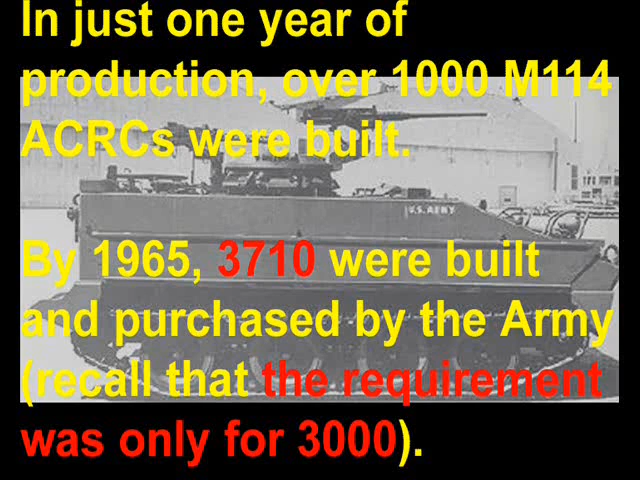 In just one year of
production, over 1000 M114
ACRCs were built.
U.S. ARMY
By 1965, 3710 were built
and purchased by the Army
(recall that the requirement
was only for 3000).